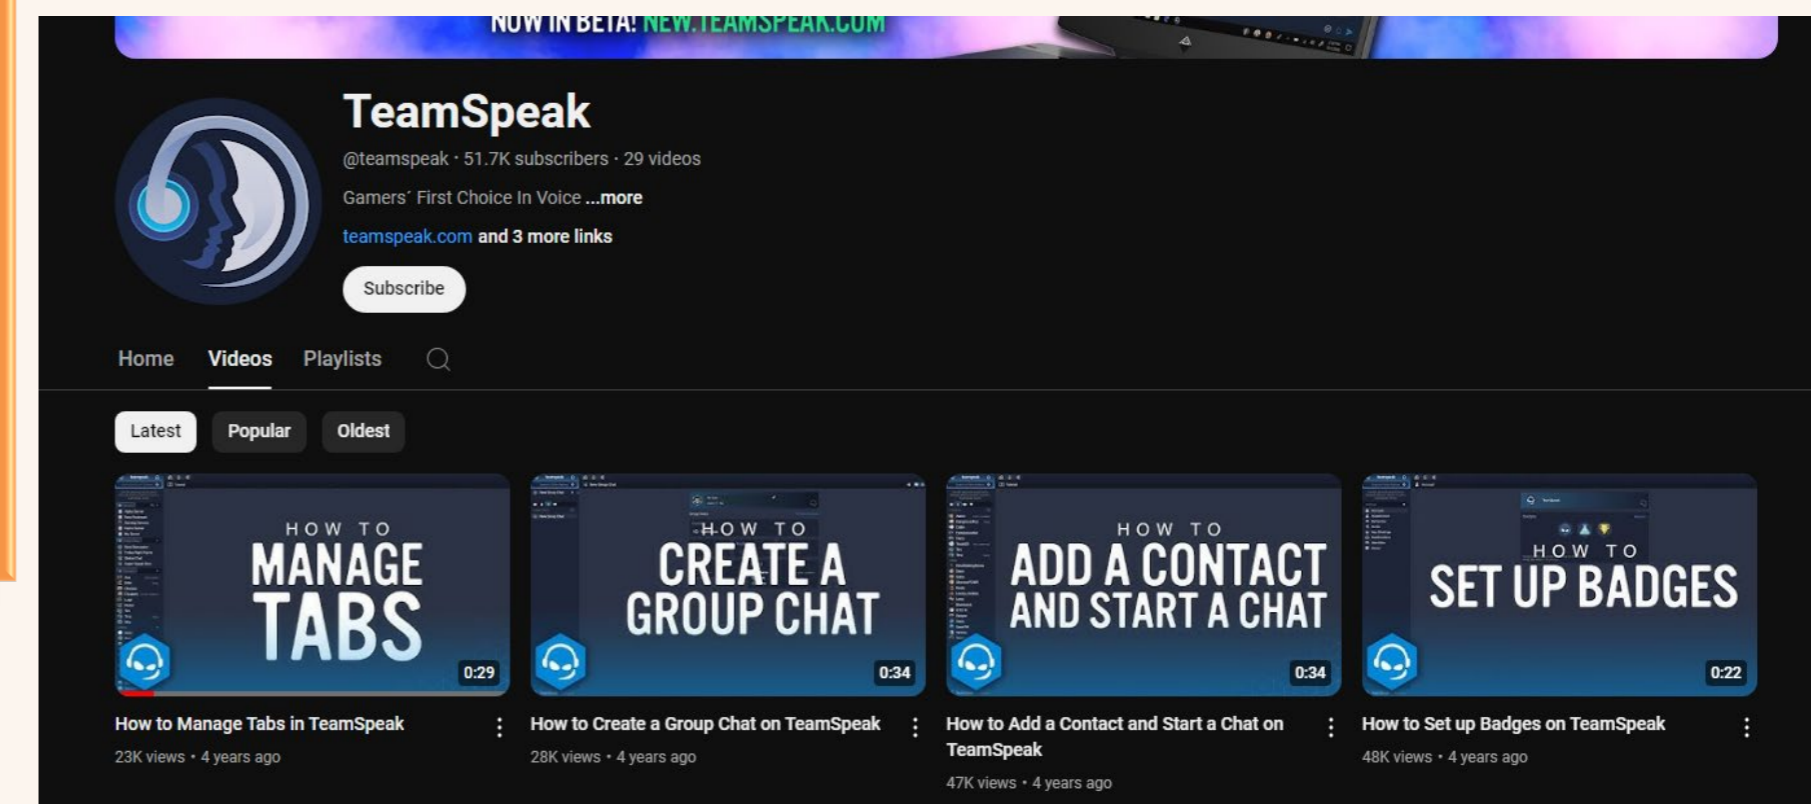 NOW IN BETA! NEW.TEAMSPEAK.COM
TeamSpeak
@teamspeak · 51.7K subscribers · 29 videos
Gamers´ First Choice In Voice ...more
teamspeak.com and 3 more links
Subscribe
Home Videos Playlists
Latest Popular Oldest
HOW TO
MANAGE
TABS
0:29
HOW TO
CREATE A
GROUP CHAT
0:34
HOW TO
ADD A CONTACT
AND START A CHAT
0:34
HOW TO
SET UP BADGES
0:22
How to Manage Tabs in TeamSpeak
23K views • 4 years ago
How to Create a Group Chat on TeamSpeak
28K views • 4 years ago
How to Add a Contact and Start a Chat on
TeamSpeak
47K views • 4 years ago
How to Set up Badges on TeamSpeak
48K views • 4 years ago